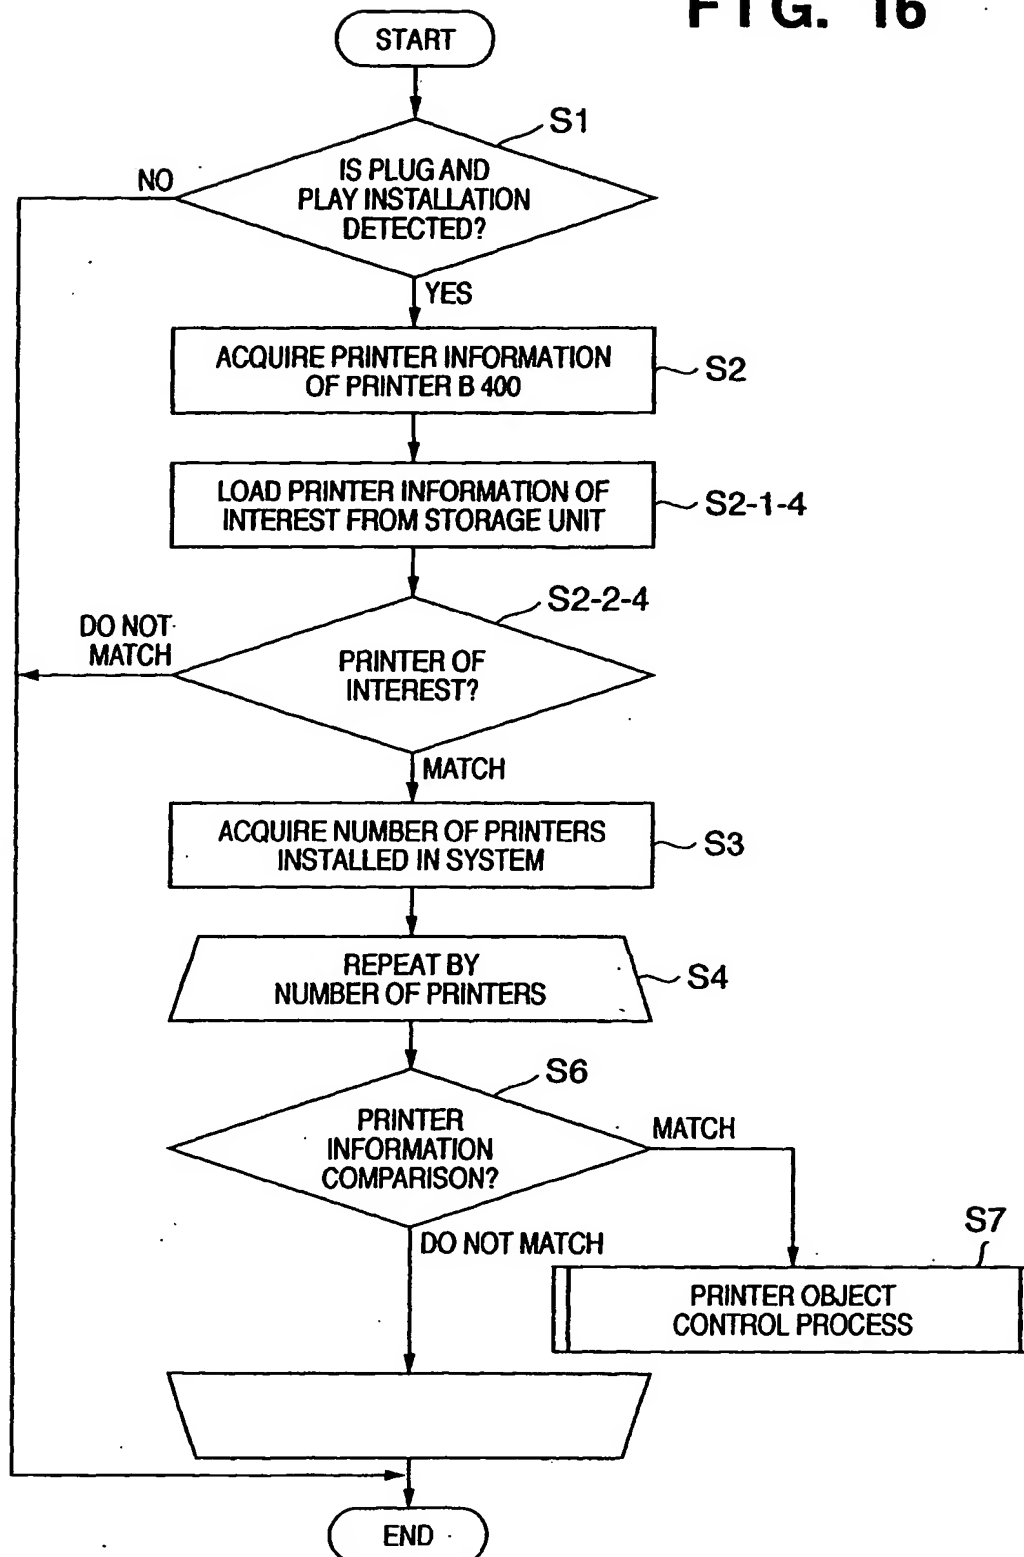 FIG. 16
START
S1
IS PLUG AND
PLAY INSTALLATION
DETECTED?
NO
YES
ACQUIRE PRINTER INFORMATION
OF PRINTER B 400
S2
LOAD PRINTER INFORMATION OF
INTEREST FROM STORAGE UNIT
S2-1-4
S2-2-4
DO NOT
MATCH
PRINTER OF
INTEREST?
MATCH
ACQUIRE NUMBER OF PRINTERS
INSTALLED IN SYSTEM
S3
REPEAT BY
NUMBER OF PRINTERS
S4
S6
PRINTER
INFORMATION
COMPARISON?
MATCH
DO NOT MATCH
S7
PRINTER OBJECT
CONTROL PROCESS
END